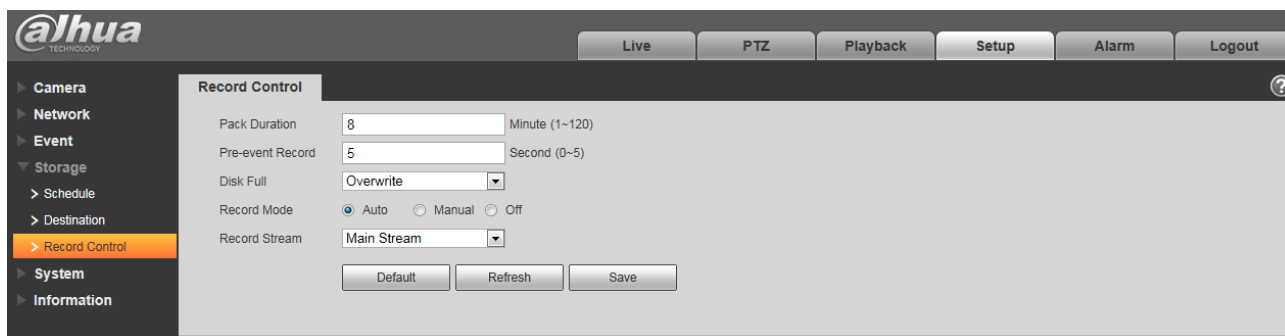 alhua
TECHNOLOGY
Live PTZ Playback Setup Alarm Logout
Camera
Network
Event
Storage
> Schedule
> Destination
> Record Control
System
Information
Record Control
?
Pack Duration 8 Minute (1~120)
Pre-event Record 5 Second (0~5)
Disk Full Overwrite
Record Mode Auto Manual Off
Record Stream Main Stream
Default Refresh Save